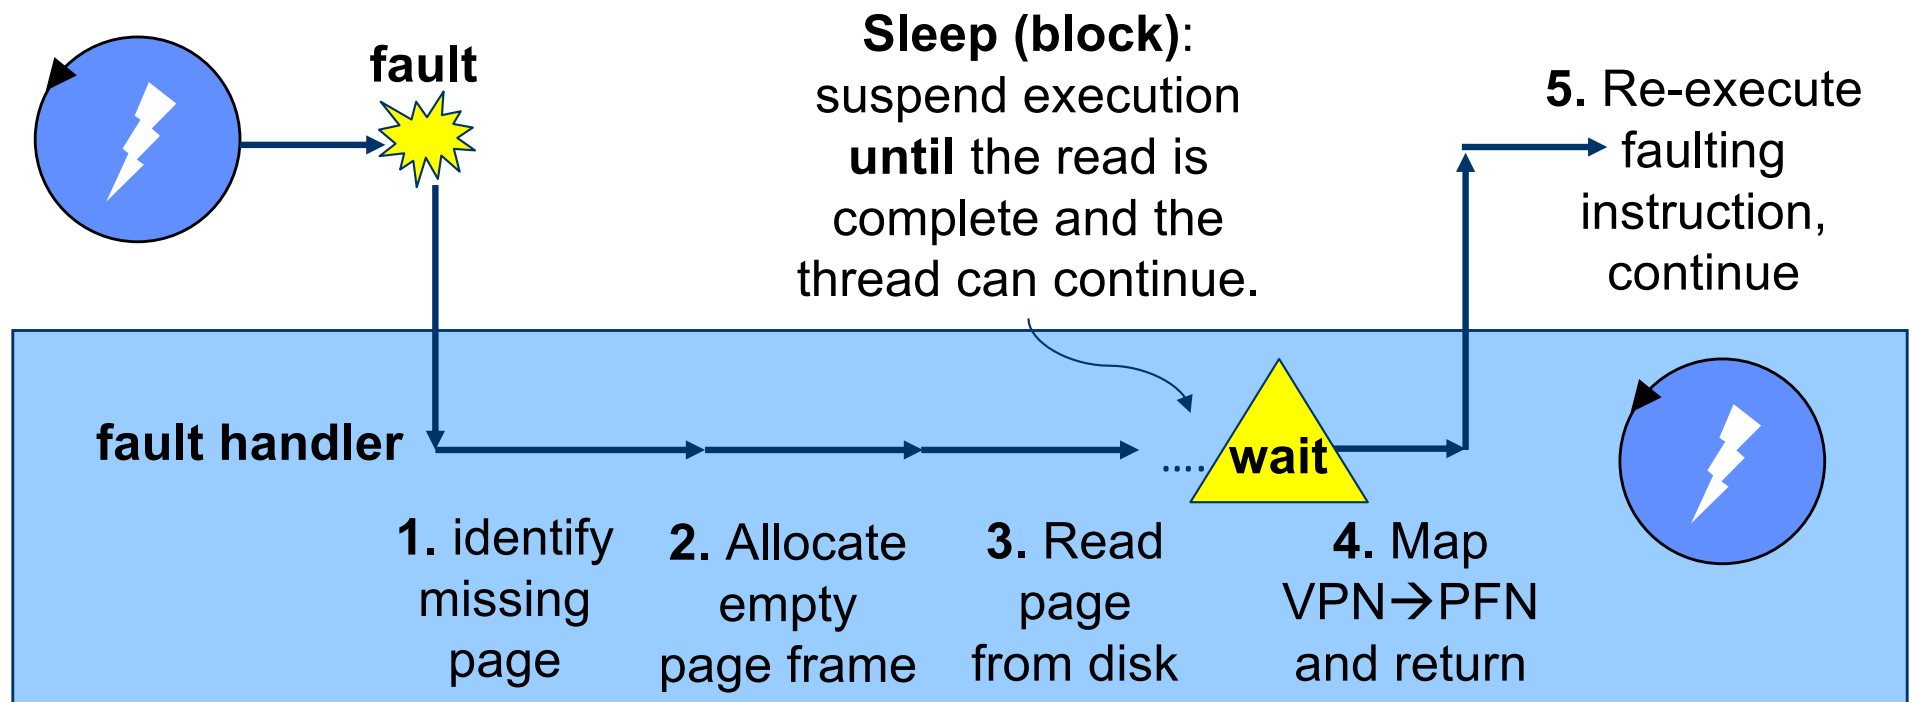 fault
Sleep (block):
suspend execution
until the read is
complete and the
thread can continue.
5. Re-execute
faulting
instruction,
continue
fault handler
....
wait
1. identify
missing
page
2. Allocate
empty
page frame
3. Read
page
from disk
4. Map
VPN→PFN
and return